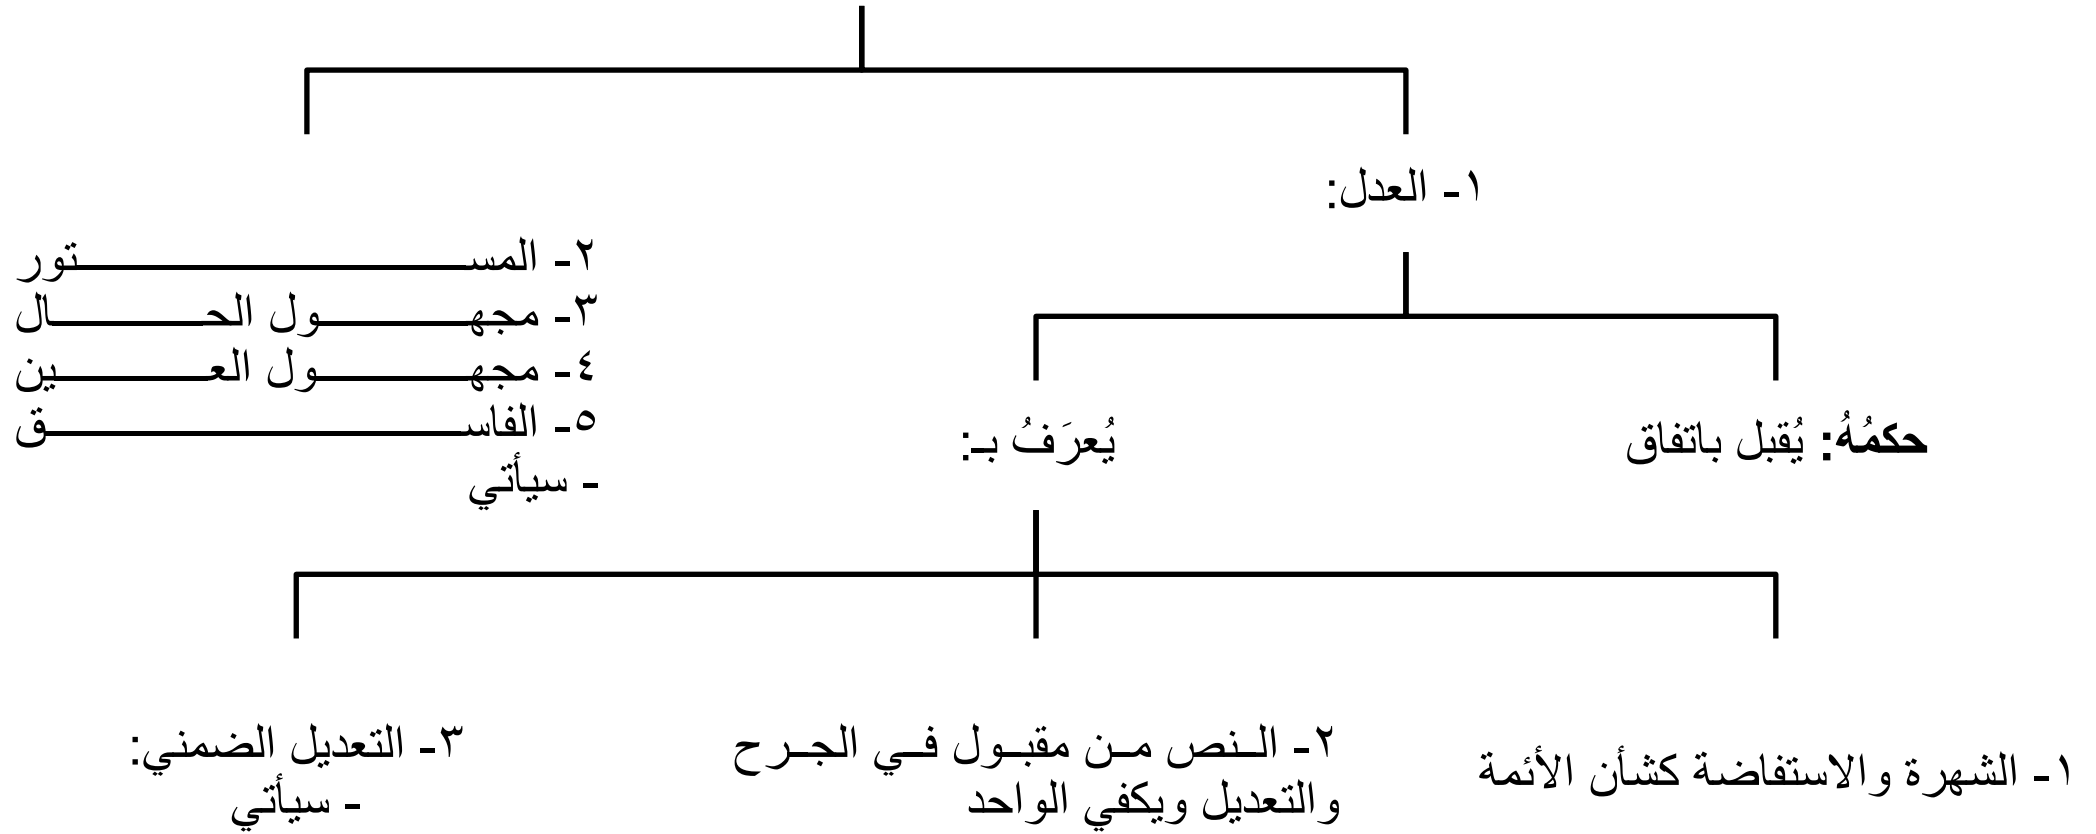 ١- العدل:
٢- المستور
٣- مجهول الحال
٤- مجهول العين
٥- الفاسق
- سيأتي
حكمُهُ: يُقبل باتفاق
يُعرَفُ بـ:
١- الشهرة والاستفاضة كشأن الأئمة
٢- النص من مقبول في الجرح
والتعديل ويكفي الواحد
٣- التعديل الضمني:
- سيأتي